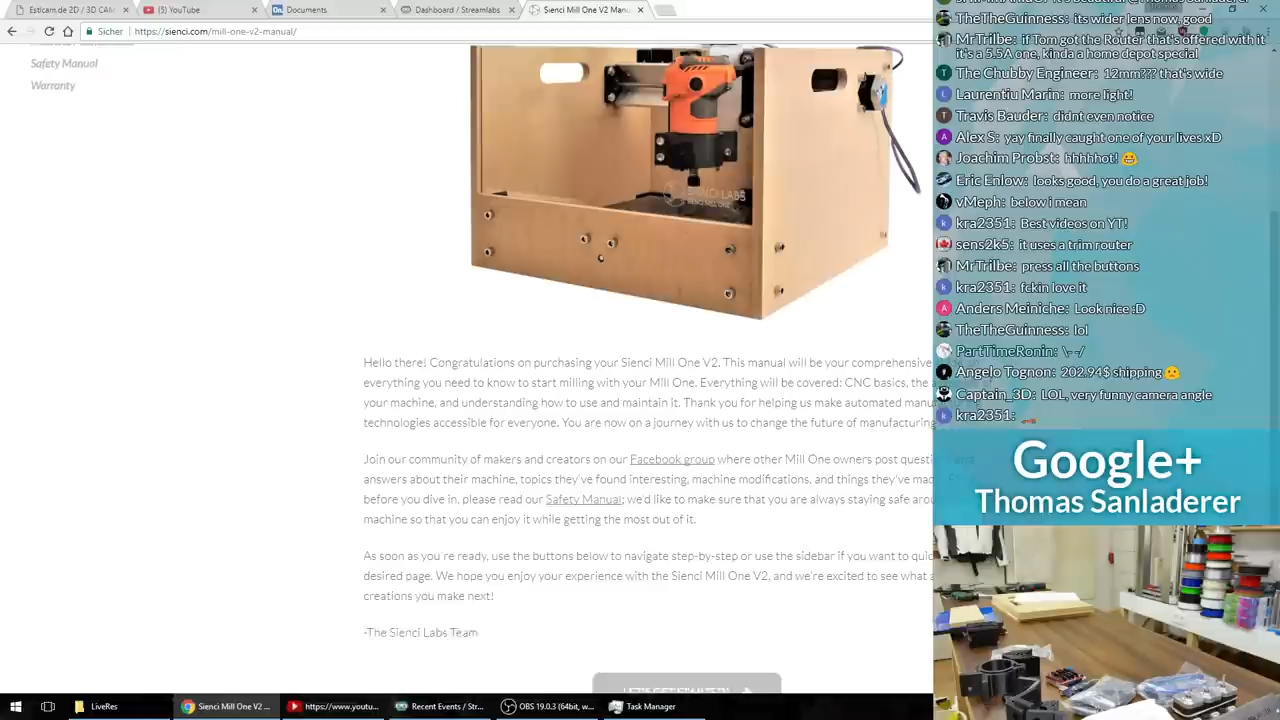 Estlcam.de 2D / 3D CAM
(5) YouTube
Documents
Dashboard / Streamlabs
Sienci Mill One V2 Manu
Sicher
https://sienci.com/mill-one-v2-manual/
Safety Manual
Warranty
SIENCI LABS
SIENCI MILL ONE
Hello there! Congratulations on purchasing your Sienci Mill One V2. This manual will be your comprehensive
everything you need to know to start milling with your Mill One. Everything will be covered: CNC basics, the a
your machine, and understanding how to use and maintain it. Thank you for helping us make automated manu
technologies accessible for everyone. You are now on a journey with us to change the future of manufacturing
Join our community of makers and creators on our Facebook group where other Mill One owners post questi
answers about their machine, topics they've found interesting, machine modifications, and things they've mac
before you dive in, please read our Safety Manual; we'd like to make sure that you are always staying safe arou
machine so that you can enjoy it while getting the most out of it.
As soon as you're ready, use the buttons below to navigate step-by-step or use the sidebar if you want to quic
desired page. We hope you enjoy your experience with the Sienci Mill One V2, and we're excited to see what a
creations you make next!
-The Sienci Labs Team
TheTheGuinness: its wider lens now, good
MrTrilbe: if Tom got the Router that's offered with it
it's a 5.5A one, Kinda a home depot special
The Chubby Engineer: 12mm??? that's wide
Laurentiu Marin: more light!
Travis Bauder: didnt even notice
Alex S: yay finally caught one of your lives xD
Joachim Probst: hhhhhot!
Eric Enlow: looks good, you do a great job!
vMeph: below i mean
kra2351: Best videos on YT!
sens2k5: it uses a trim router
MrTrilbe: press all the buttons
kra2351: fckin love it
Anders Meiniche: Look nice :D
TheTheGuinness: lol
PartTimeRonin: \--/
Angelo Tognon: 202.94$ shipping
Captain_3D: LOL, very funny camera angle
kra2351:
Google+
Thomas Sanladerer
LiveRes
Sienci Mill One V2 ...
https://www.youtu...
Recent Events / Str...
OBS 19.0.3 (64bit, w...
Task Manager